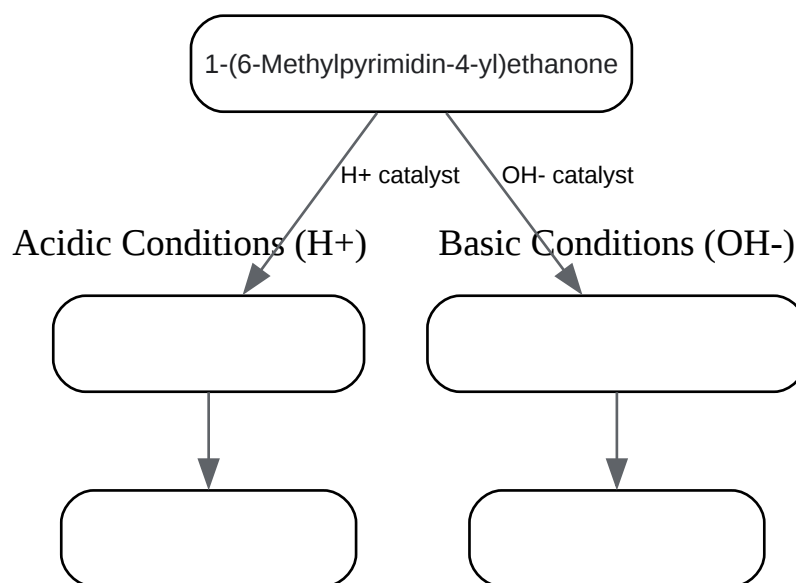 1-(6-Methylpyrimidin-4-yl)ethanone
H+ catalyst
OH- catalyst
Acidic Conditions (H+)
Basic Conditions (OH-)